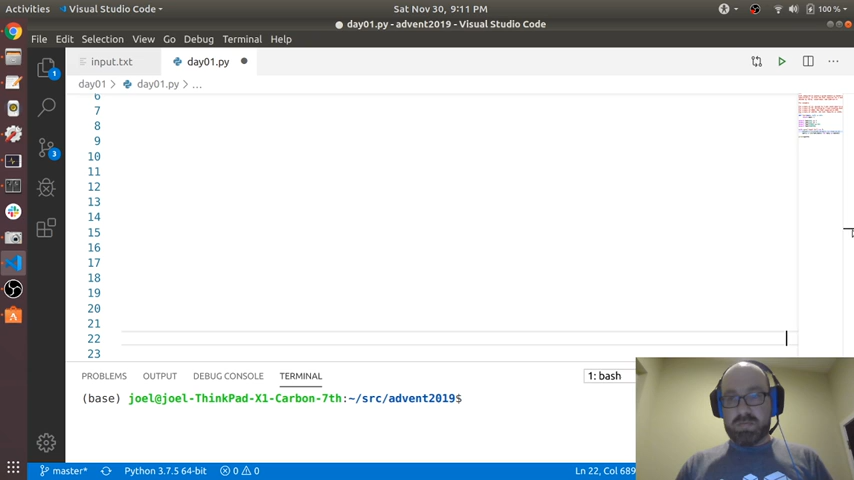 Activities Visual Studio Code Sat Nov 30, 9:11 PM 100 %
day01.py - advent2019 - Visual Studio Code
File Edit Selection View Go Debug Terminal Help
input.txt day01.py
day01 > day01.py > ...
6
7
8
9
10
11
12
13
14
15
16
17
18
19
20
21
22
23
PROBLEMS OUTPUT DEBUG CONSOLE TERMINAL 1: bash
(base) joel@joel-ThinkPad-X1-Carbon-7th:~/src/advent2019$
master* Python 3.7.5 64-bit 0 0 Ln 22, Col 689
1
3